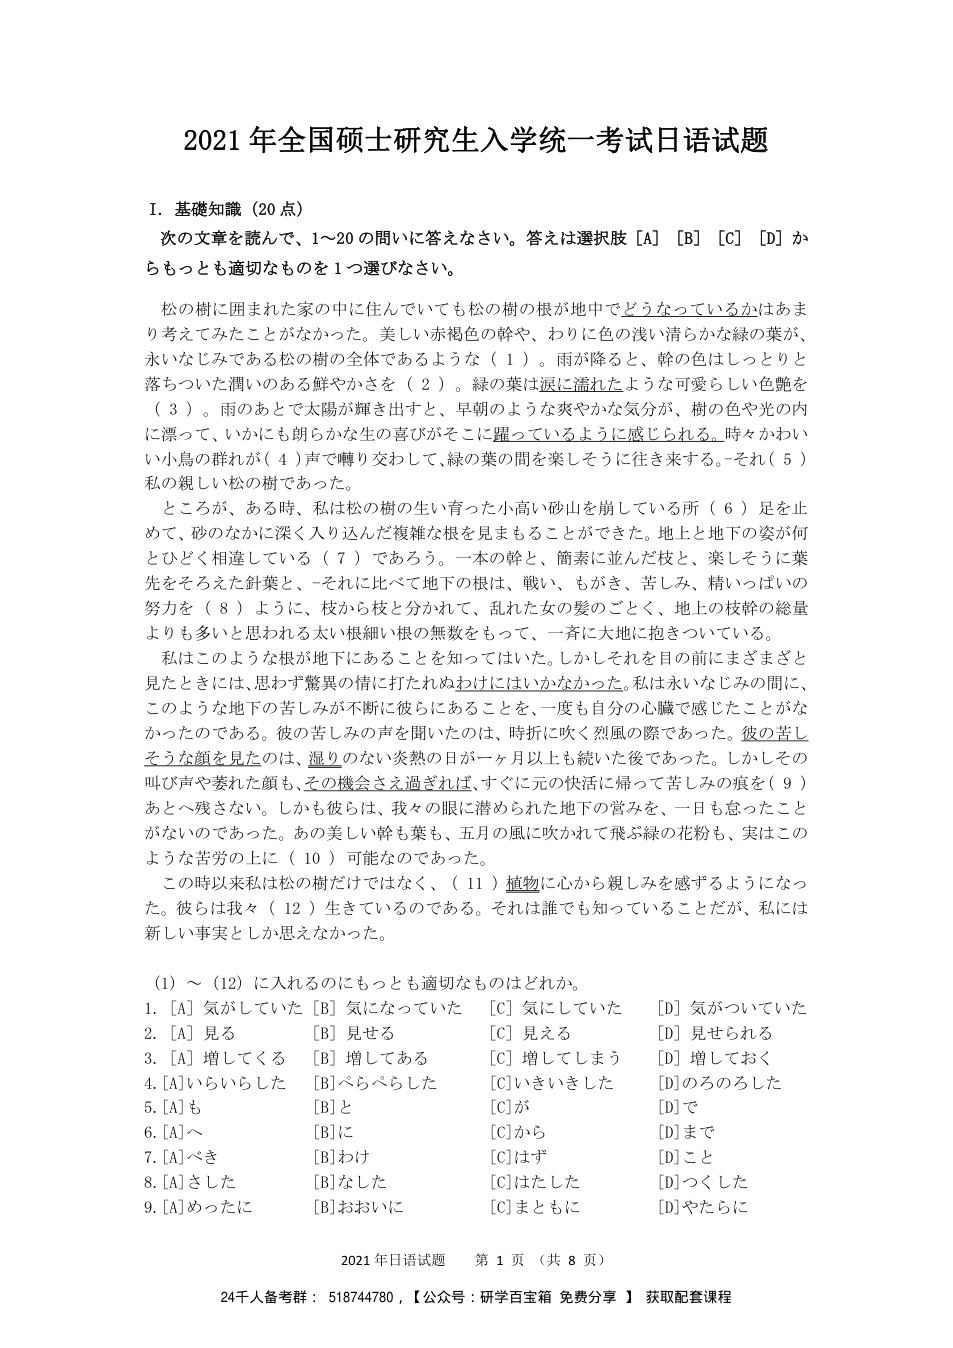 2021 年全国硕士研究生入学统一考试日语试题
I. 基礎知識（20 点）
次の文章を読んで、1～20 の問いに答えなさい。答えは選択肢［A］［B］［C］［D］か
らもっとも適切なものを 1 つ選びなさい。
松の樹に囲まれた家の中に住んでいても松の樹の根が地中でどうなっているかはあま
り考えてみたことがなかった。美しい赤褐色の幹や、わりに色の浅い清らかな緑の葉が、
永いなじみである松の樹の全体であるような（ 1 ）。雨が降ると、幹の色はしっとりと
落ちついた潤いのある鮮やかさを（ 2 ）。緑の葉は涙に濡れたような可愛らしい色艶を
（ 3 ）。雨のあとで太陽が輝き出すと、早朝のような爽やかな気分が、樹の色や光の内
に漂って、いかにも朗らかな生の喜びがそこに躍っているように感じられる。時々かわい
い小鳥の群れが（ 4 ）声で囀り交わして、緑の葉の間を楽しそうに往き来する。-それ（ 5 ）
私の親しい松の樹であった。
ところが、ある時、私は松の樹の生い育った小高い砂山を崩している所（ 6 ）足を止
めて、砂のなかに深く入り込んだ複雑な根を見まもることができた。地上と地下の姿が何
とひどく相違している（ 7 ）であろう。一本の幹と、簡素に並んだ枝と、楽しそうに葉
先をそろえた針葉と、-それに比べて地下の根は、戦い、もがき、苦しみ、精いっぱいの
努力を（ 8 ）ように、枝から枝と分かれて、乱れた女の髪のごとく、地上の枝幹の総量
よりも多いと思われる太い根細い根の無数をもって、一斉に大地に抱きついている。
私はこのような根が地下にあることを知ってはいた。しかしそれを目の前にまざまざと
見たときには、思わず驚異の情に打たれぬわけにはいかなかった。私は永いなじみの間に、
このような地下の苦しみが不断に彼らにあることを、一度も自分の心臓で感じたことがな
かったのである。彼の苦しみの声を聞いたのは、時折に吹く烈風の際であった。彼の苦し
そうな顔を見たのは、湿りのない炎熱の日が一ヶ月以上も続いた後であった。しかしその
叫び声や萎れた顔も、その機会さえ過ぎれば、すぐに元の快活に帰って苦しみの痕を（ 9 ）
あとへ残さない。しかも彼らは、我々の眼に潜められた地下の営みを、一日も怠ったこと
がないのであった。あの美しい幹も葉も、五月の風に吹かれて飛ぶ緑の花粉も、実はこの
ような苦労の上に（ 10 ）可能なのであった。
この時以来私は松の樹だけではなく、（ 11 ）植物に心から親しみを感ずるようになっ
た。彼らは我々（ 12 ）生きているのである。それは誰でも知っていることだが、私には
新しい事実としか思えなかった。
（1）～（12）に入れるのにもっとも適切なものはどれか。
1. ［A］気がしていた ［B］気になっていた ［C］気にしていた ［D］気がついていた
2. ［A］見る ［B］見せる ［C］見える ［D］見せられる
3. ［A］増してくる ［B］増してある ［C］増してしまう ［D］増しておく
4. [A]いらいらした [B]ぺらぺらした [C]いきいきした [D]のろのろした
5. [A]も [B]と [C]が [D]で
6. [A]へ [B]に [C]から [D]まで
7. [A]べき [B]わけ [C]はず [D]こと
8. [A]さした [B]なした [C]はたした [D]つくした
9. [A]めったに [B]おおいに [C]まともに [D]やたらに
2021 年日语试题 第 1 页 （共 8 页）
24千人备考群： 518744780，【公众号：研学百宝箱 免费分享 】 获取配套课程